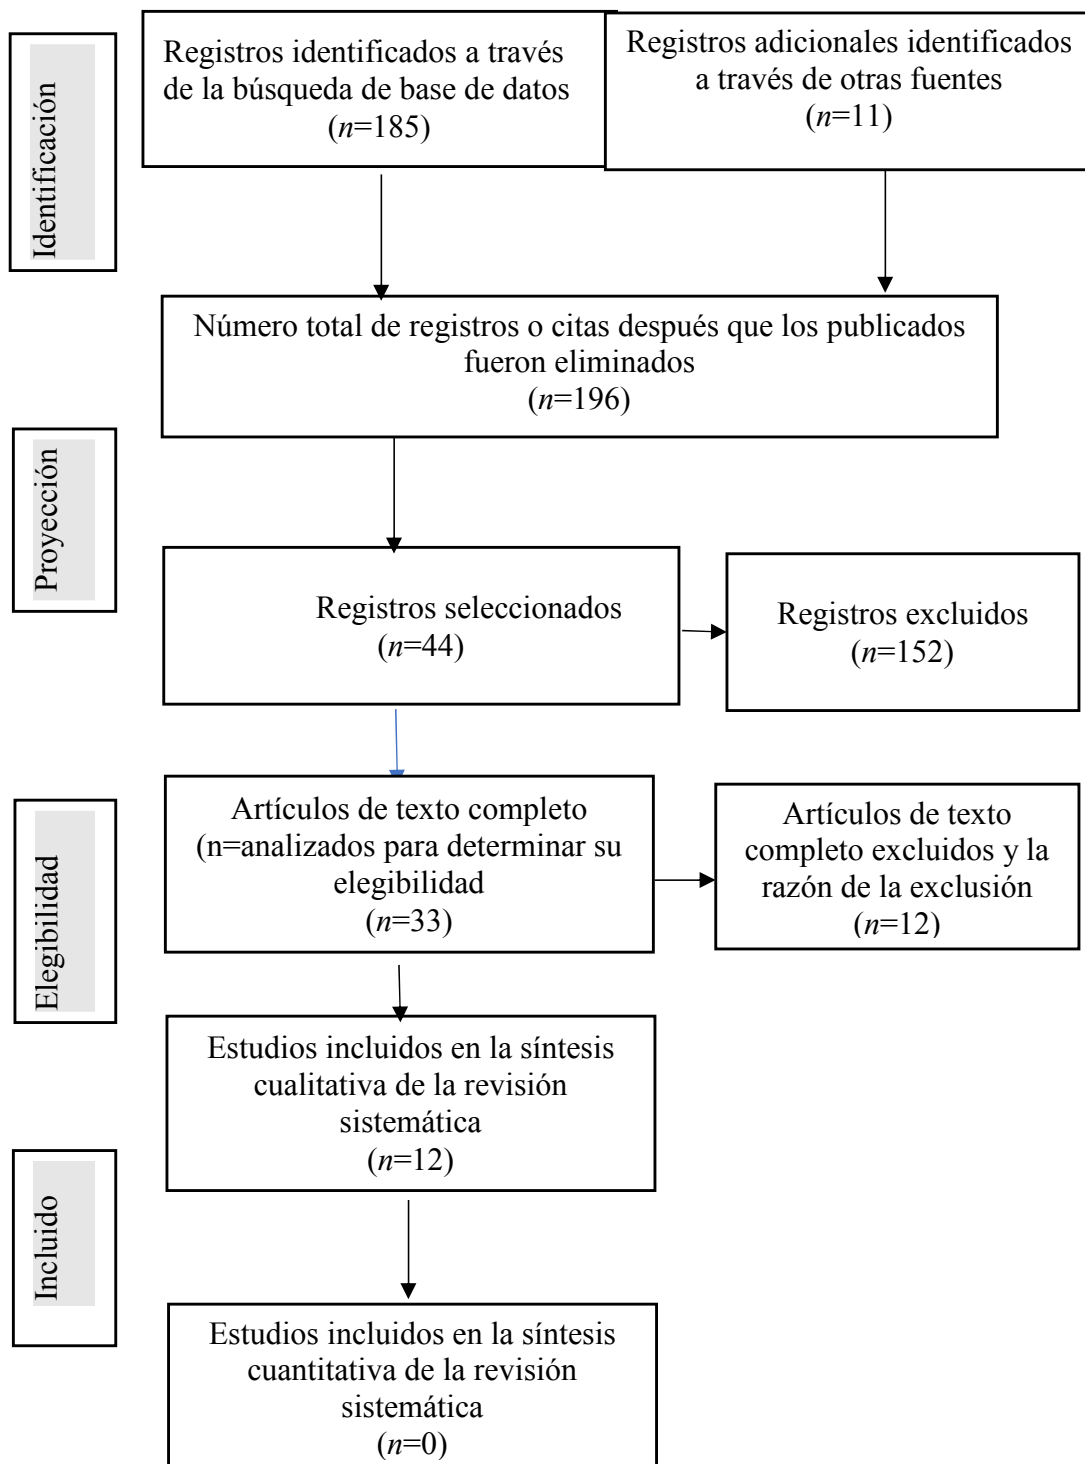 Identificación
Registros identificados a través
de la búsqueda de base de datos
(n=185)
Registros adicionales identificados
a través de otras fuentes
(n=11)
Número total de registros o citas después que los publicados
fueron eliminados
(n=196)
Proyección
Registros seleccionados
(n=44)
Registros excluidos
(n=152)
Elegibilidad
Artículos de texto completo
(n=analizados para determinar su
elegibilidad
(n=33)
Artículos de texto
completo excluidos y la
razón de la exclusión
(n=12)
Estudios incluidos en la síntesis
cualitativa de la revisión
sistemática
(n=12)
Incluido
Estudios incluidos en la síntesis
cuantitativa de la revisión
sistemática
(n=0)